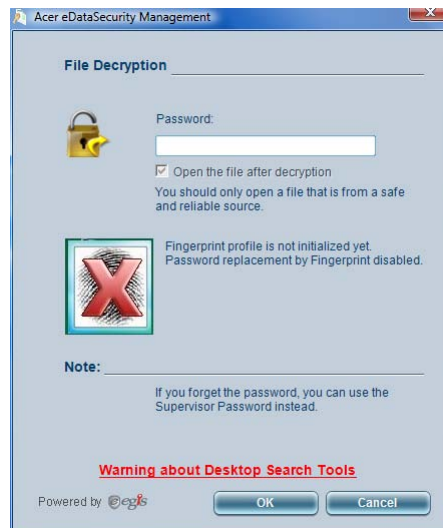 Acer eDataSecurity Management
File Decryption
Password:
Open the file after decryption
You should only open a file that is from a safe
and reliable source.
Fingerprint profile is not initialized yet.
Password replacement by Fingerprint disabled.
Note:
If you forget the password, you can use the
Supervisor Password instead.
Warning about Desktop Search Tools
Powered by egis
OK
Cancel